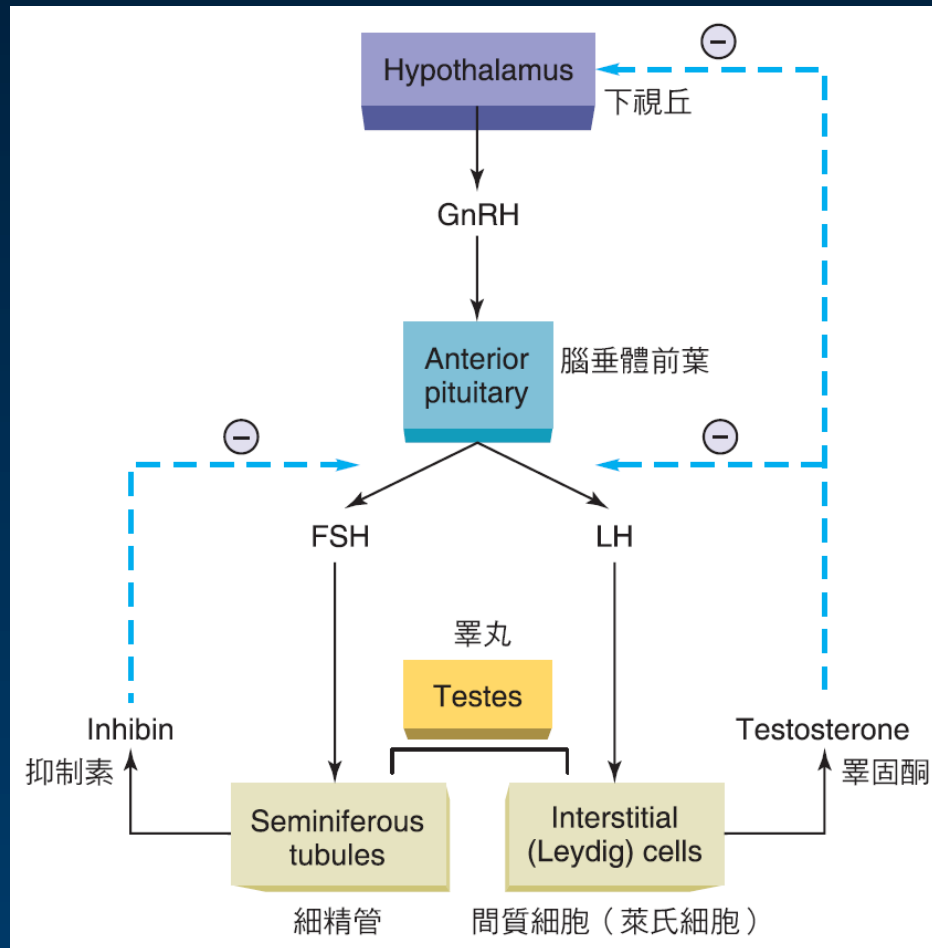 −
Hypothalamus
下視丘
GnRH
Anterior
pituitary
腦垂體前葉
−
−
FSH
LH
睪丸
Testes
Inhibin
抑制素
Testosterone
睪固酮
Seminiferous
tubules
細精管
Interstitial
(Leydig) cells
間質細胞（萊氏細胞）